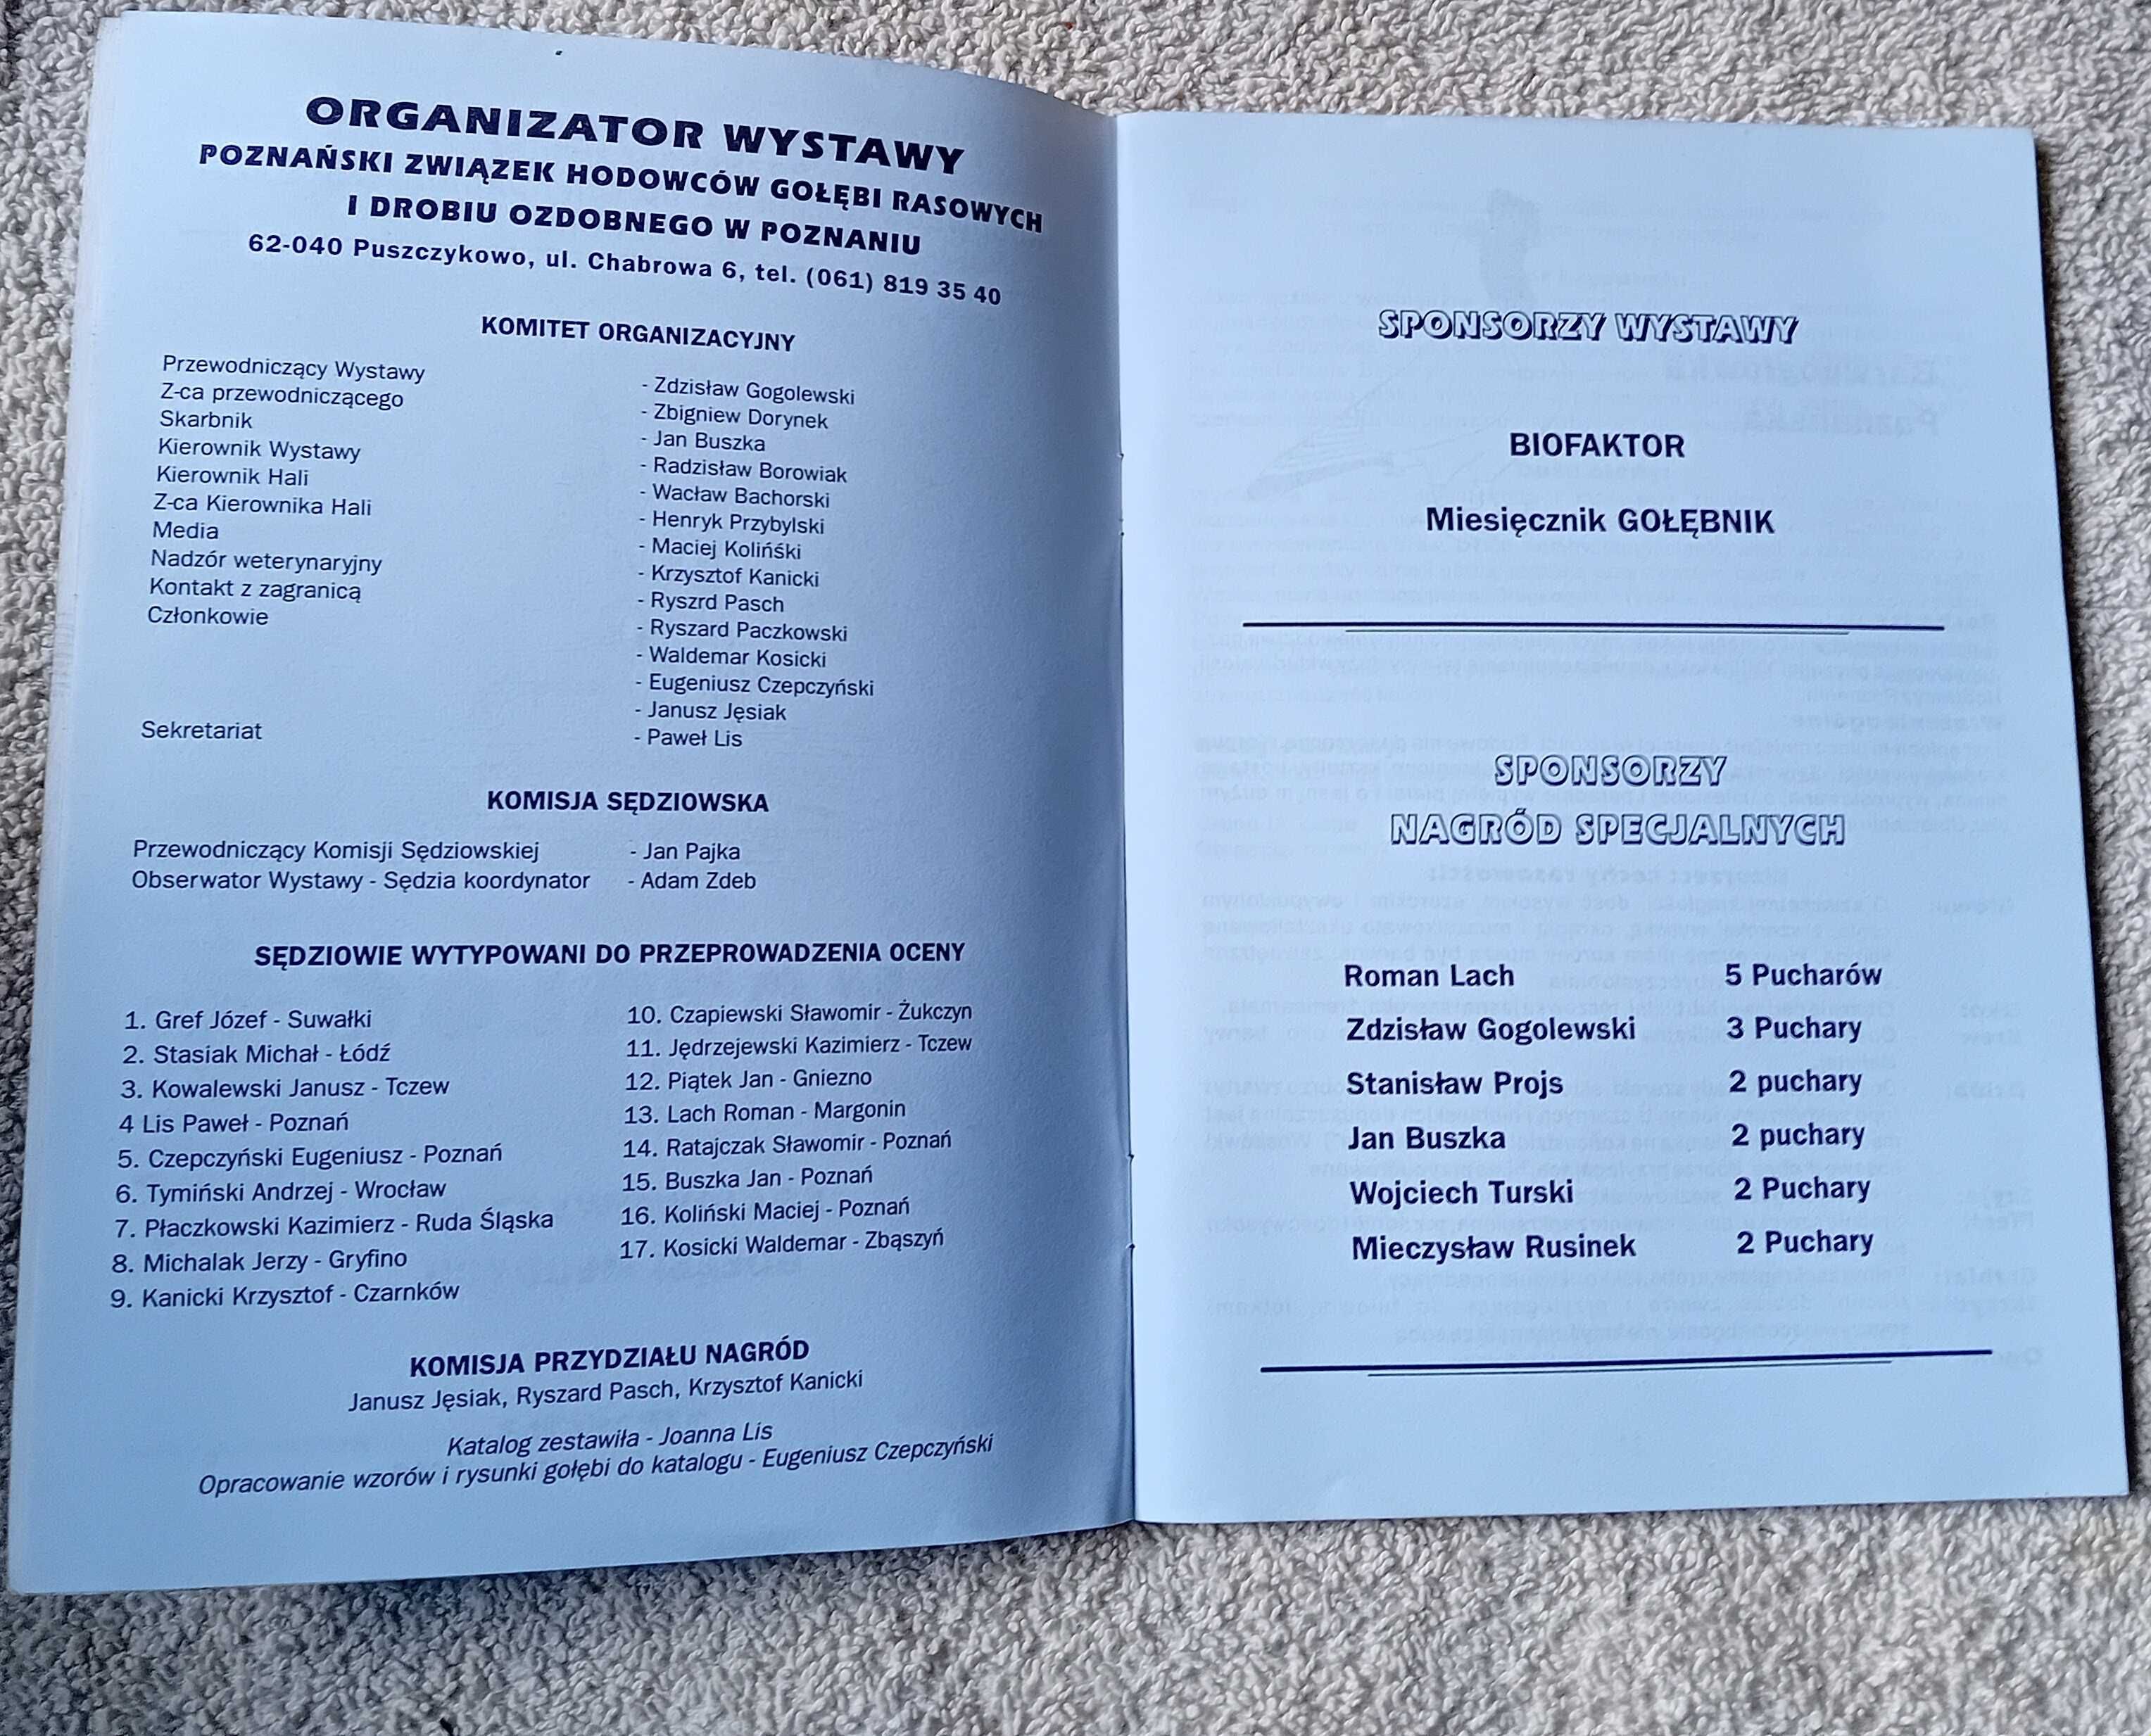 ORGANIZATOR WYSTAWY
POZNAŃSKI ZWIĄZEK HODOWCÓW GOŁĘBI RASOWYCH
I DROBIU OZDOBNEGO W POZNANIU
62-040 Puszczykowo, ul. Chabrowa 6, tel. (061) 819 35 40
KOMITET ORGANIZACYJNY
Przewodniczący Wystawy - Zdzisław Gogolewski
Z-ca przewodniczącego - Zbigniew Dorynek
Skarbnik - Jan Buszka
Kierownik Wystawy - Radzisław Borowiak
Kierownik Hali - Wacław Bachorski
Z-ca Kierownika Hali - Henryk Przybylski
Media - Maciej Kolińśki
Nadzór weterynaryjny - Krzysztof Kanicki
Kontakt z zagranicą - Ryszrd Pasch
Członkowie - Ryszard Paczkowski
- Waldemar Kosicki
- Eugeniusz Czepczyński
- Janusz Jęsiak
Sekretariat - Paweł Lis
KOMISJA SĘDZIOWSKA
Przewodniczący Komisji Sędziowskiej - Jan Pajka
Obserwator Wystawy - Sędzia koordynator - Adam Zdeb
SĘDZIOWIE WYTYPOWANI DO PRZEPROWADZENIA OCENY
1. Gref Józef - Suwałki
2. Stasiak Michał - Łódź
3. Kowalewski Janusz - Tczew
4 Lis Paweł - Poznań
5. Czepczyński Eugeniusz - Poznań
6. Tymiński Andrzej - Wrocław
7. Płaczkowski Kazimierz - Ruda Śląska
8. Michalak Jerzy - Gryfino
9. Kanicki Krzysztof - Czarnków
10. Czapiewski Sławomir - Żukczyn
11. Jędrzejewski Kazimierz - Tczew
12. Piątek Jan - Gniezno
13. Lach Roman - Margonin
14. Ratajczak Sławomir - Poznań
15. Buszka Jan - Poznań
16. Koliński Maciej - Poznań
17. Kosicki Waldemar - Zbąszyń
KOMISJA PRZYDZIAŁU NAGRÓD
Janusz Jęsiak, Ryszard Pasch, Krzysztof Kanicki
Katalog zestawiła - Joanna Lis
Opracowanie wzorów i rysunki gołębi do katalogu - Eugeniusz Czepczyński
SPONSORZY WYSTAWY
BIOFAKTOR
Miesięcznik GOŁĘBNIK
SPONSORZY
NAGRÓD SPECJALNYCH
Roman Lach 5 Pucharów
Zdzisław Gogolewski 3 Puchary
Stanisław Projs 2 puchary
Jan Buszka 2 puchary
Wojciech Turski 2 Puchary
Mieczysław Rusinek 2 Puchary